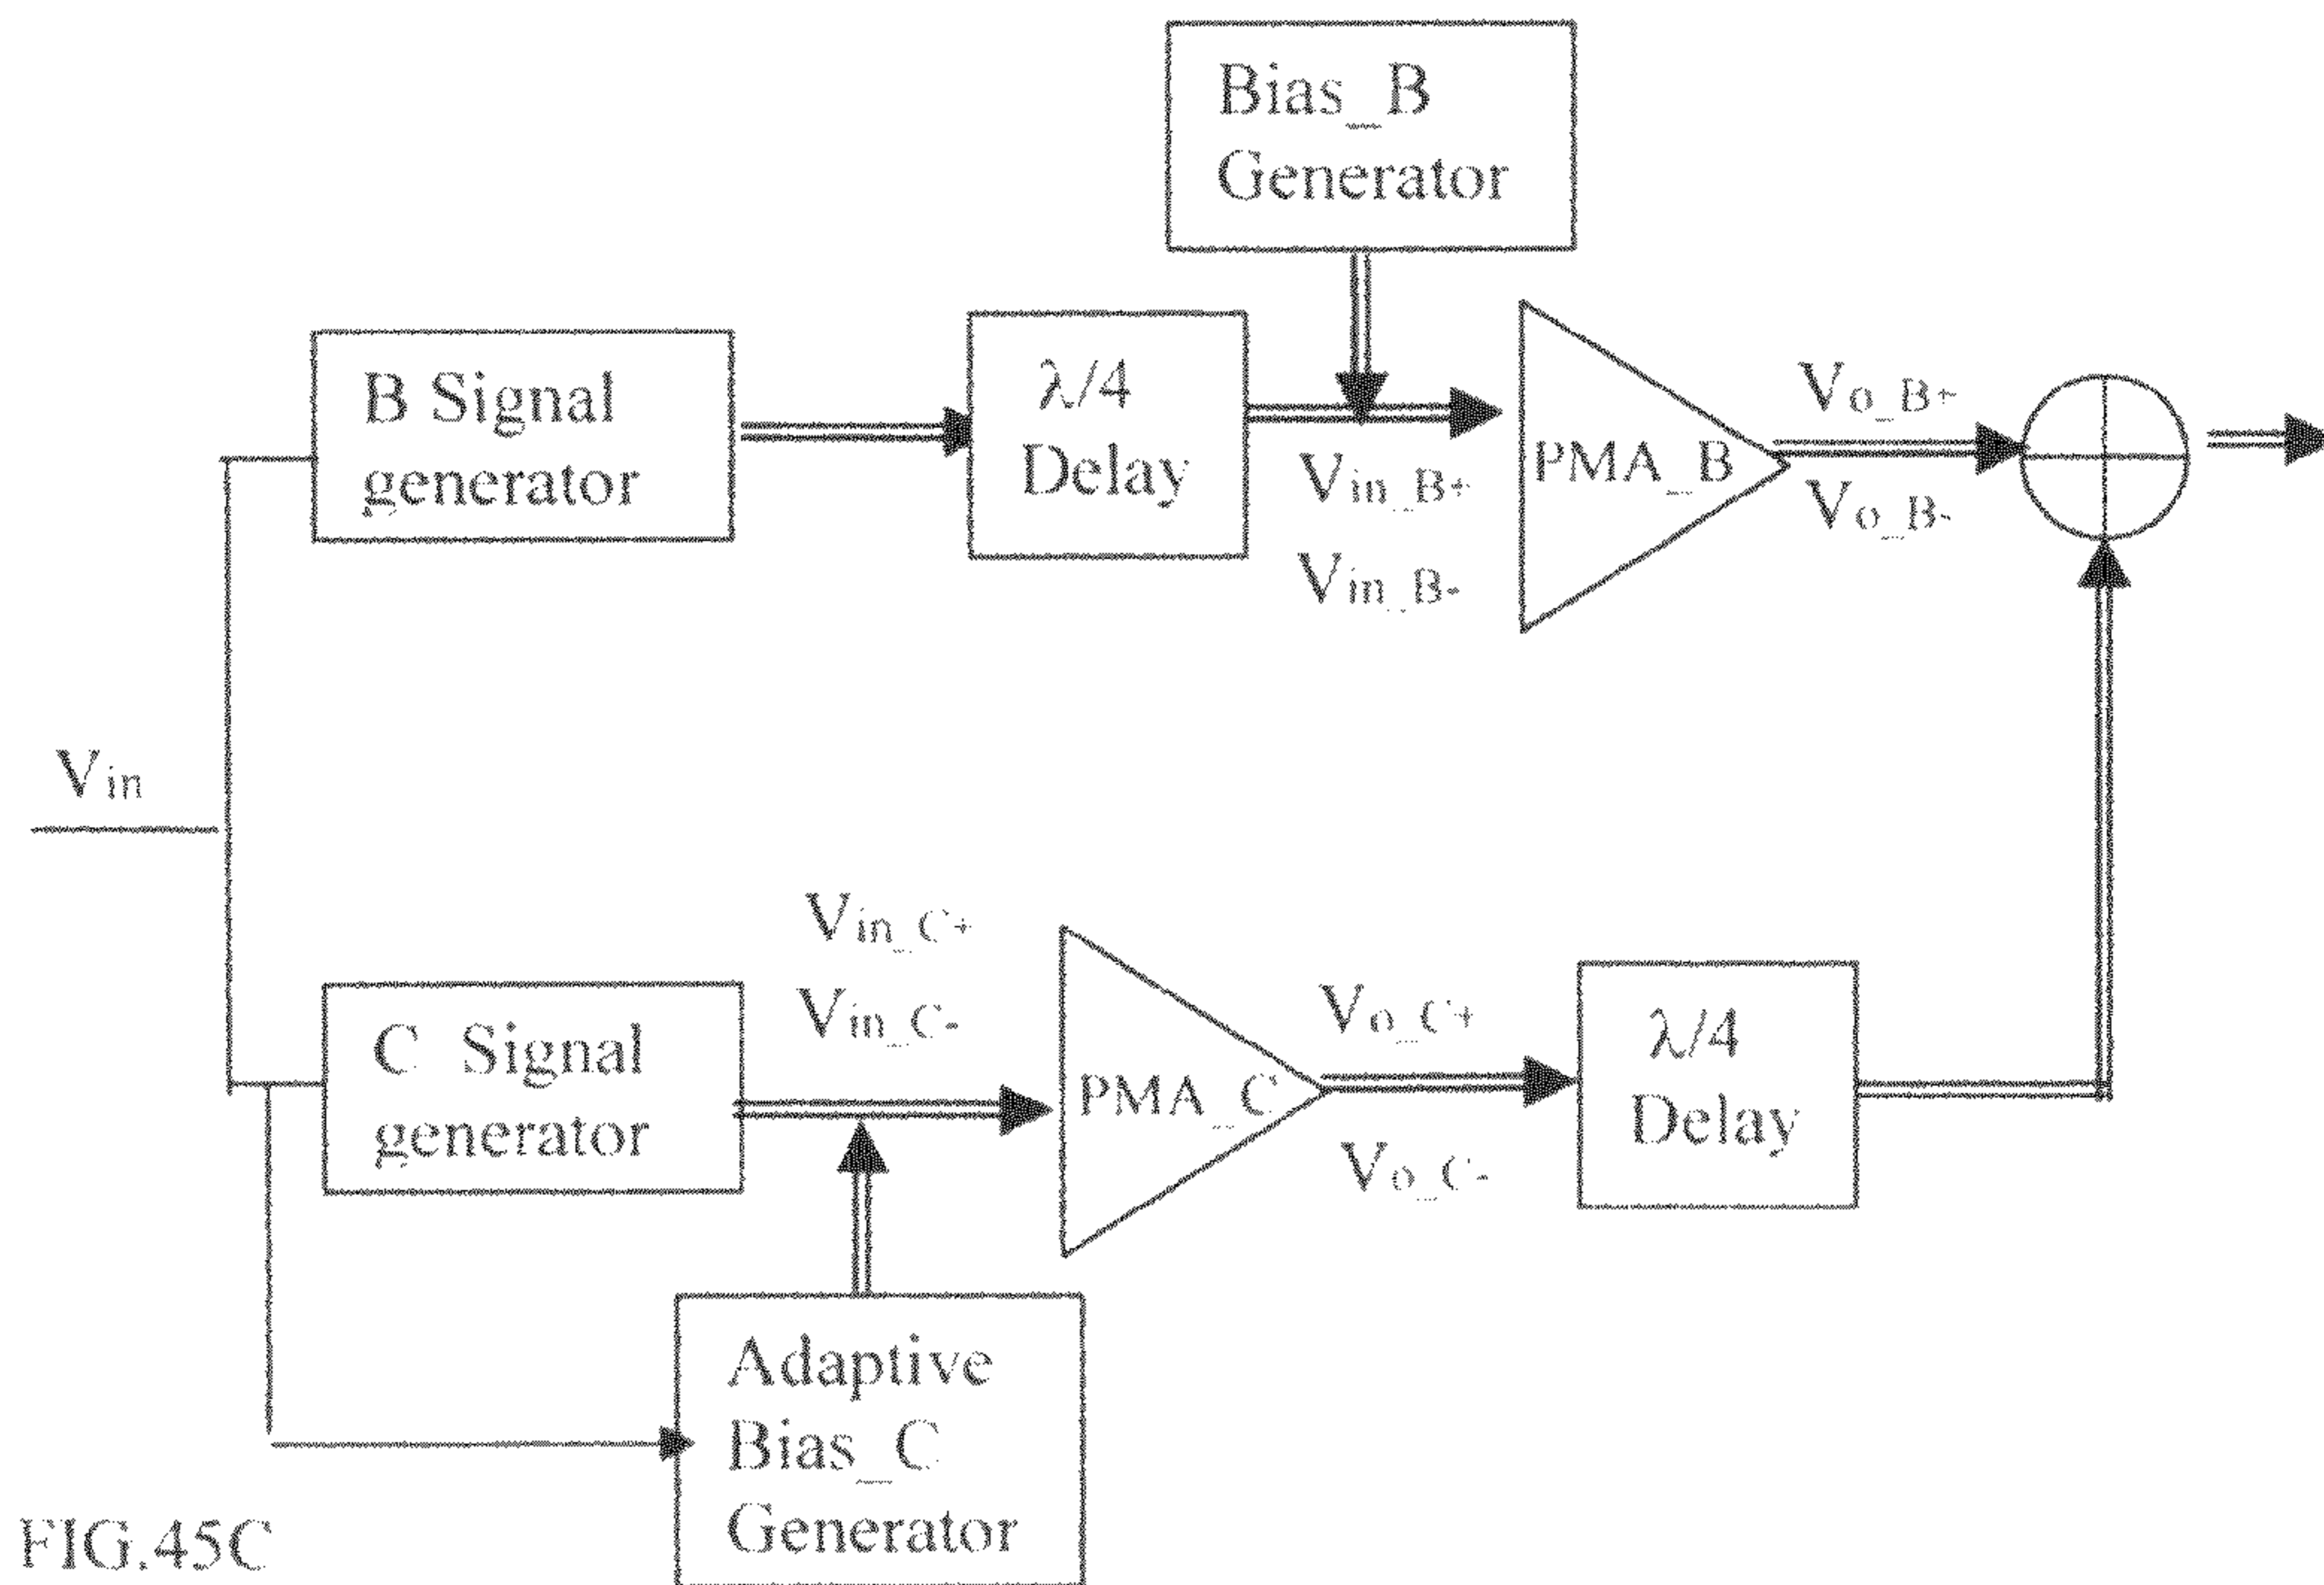 Bias_B
Generator
B Signal
generator
λ/4
Delay
Vin_B+
Vin_B-
PMA_B
Vo_B+
Vo_B-
Vin
Vin_C+
Vin_C-
C Signal
generator
PMA_C
Vo_C+
Vo_C-
λ/4
Delay
Adaptive
Bias_C
Generator
FIG.45C